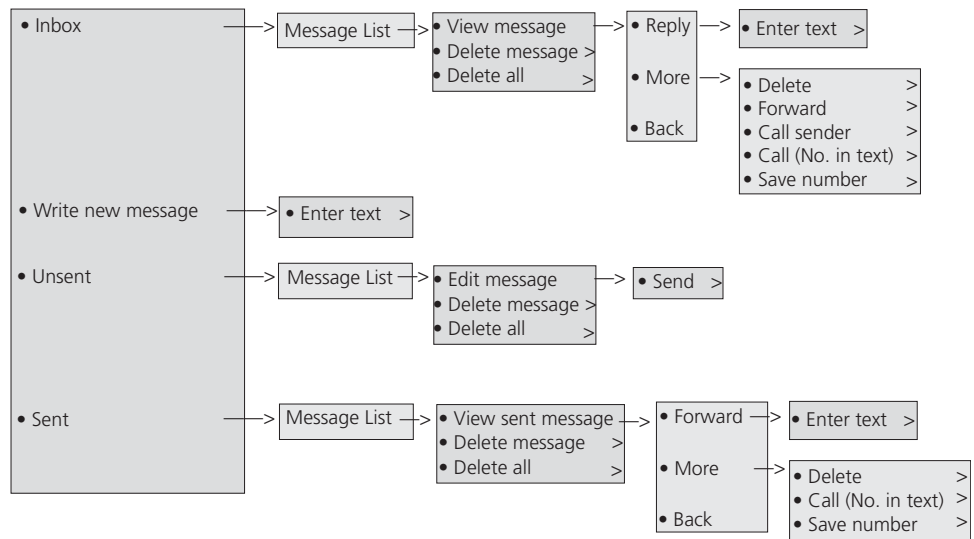 • Inbox
Message List
• View message
• Delete message >
• Delete all >
• Reply
• More
• Back
• Enter text >
• Delete >
• Forward >
• Call sender >
• Call (No. in text) >
• Save number >
• Write new message
• Enter text >
• Unsent
Message List
• Edit message
• Delete message >
• Delete all >
• Send >
• Sent
Message List
• View sent message
• Delete message >
• Delete all >
• Forward
• More
• Back
• Enter text >
• Delete >
• Call (No. in text) >
• Save number >